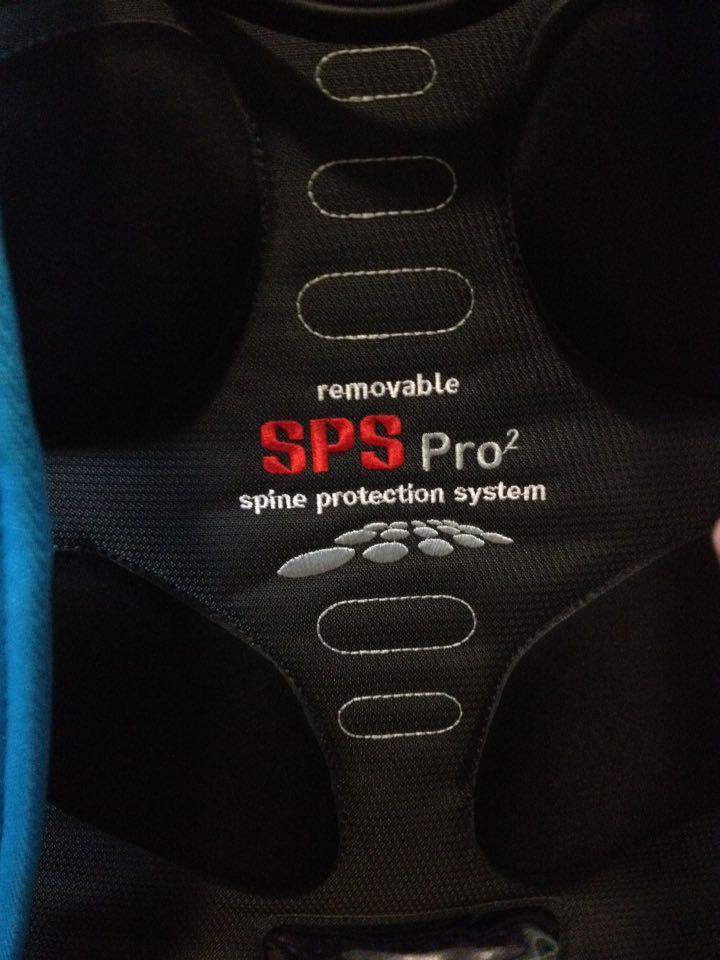 removable
SPS Pro²
spine protection system